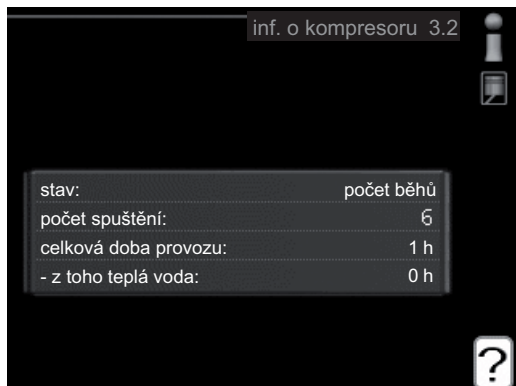 inf. o kompresoru 3.2
stav: počet běhů
počet spuštění: 6
celková doba provozu: 1 h
- z toho teplá voda: 0 h
?